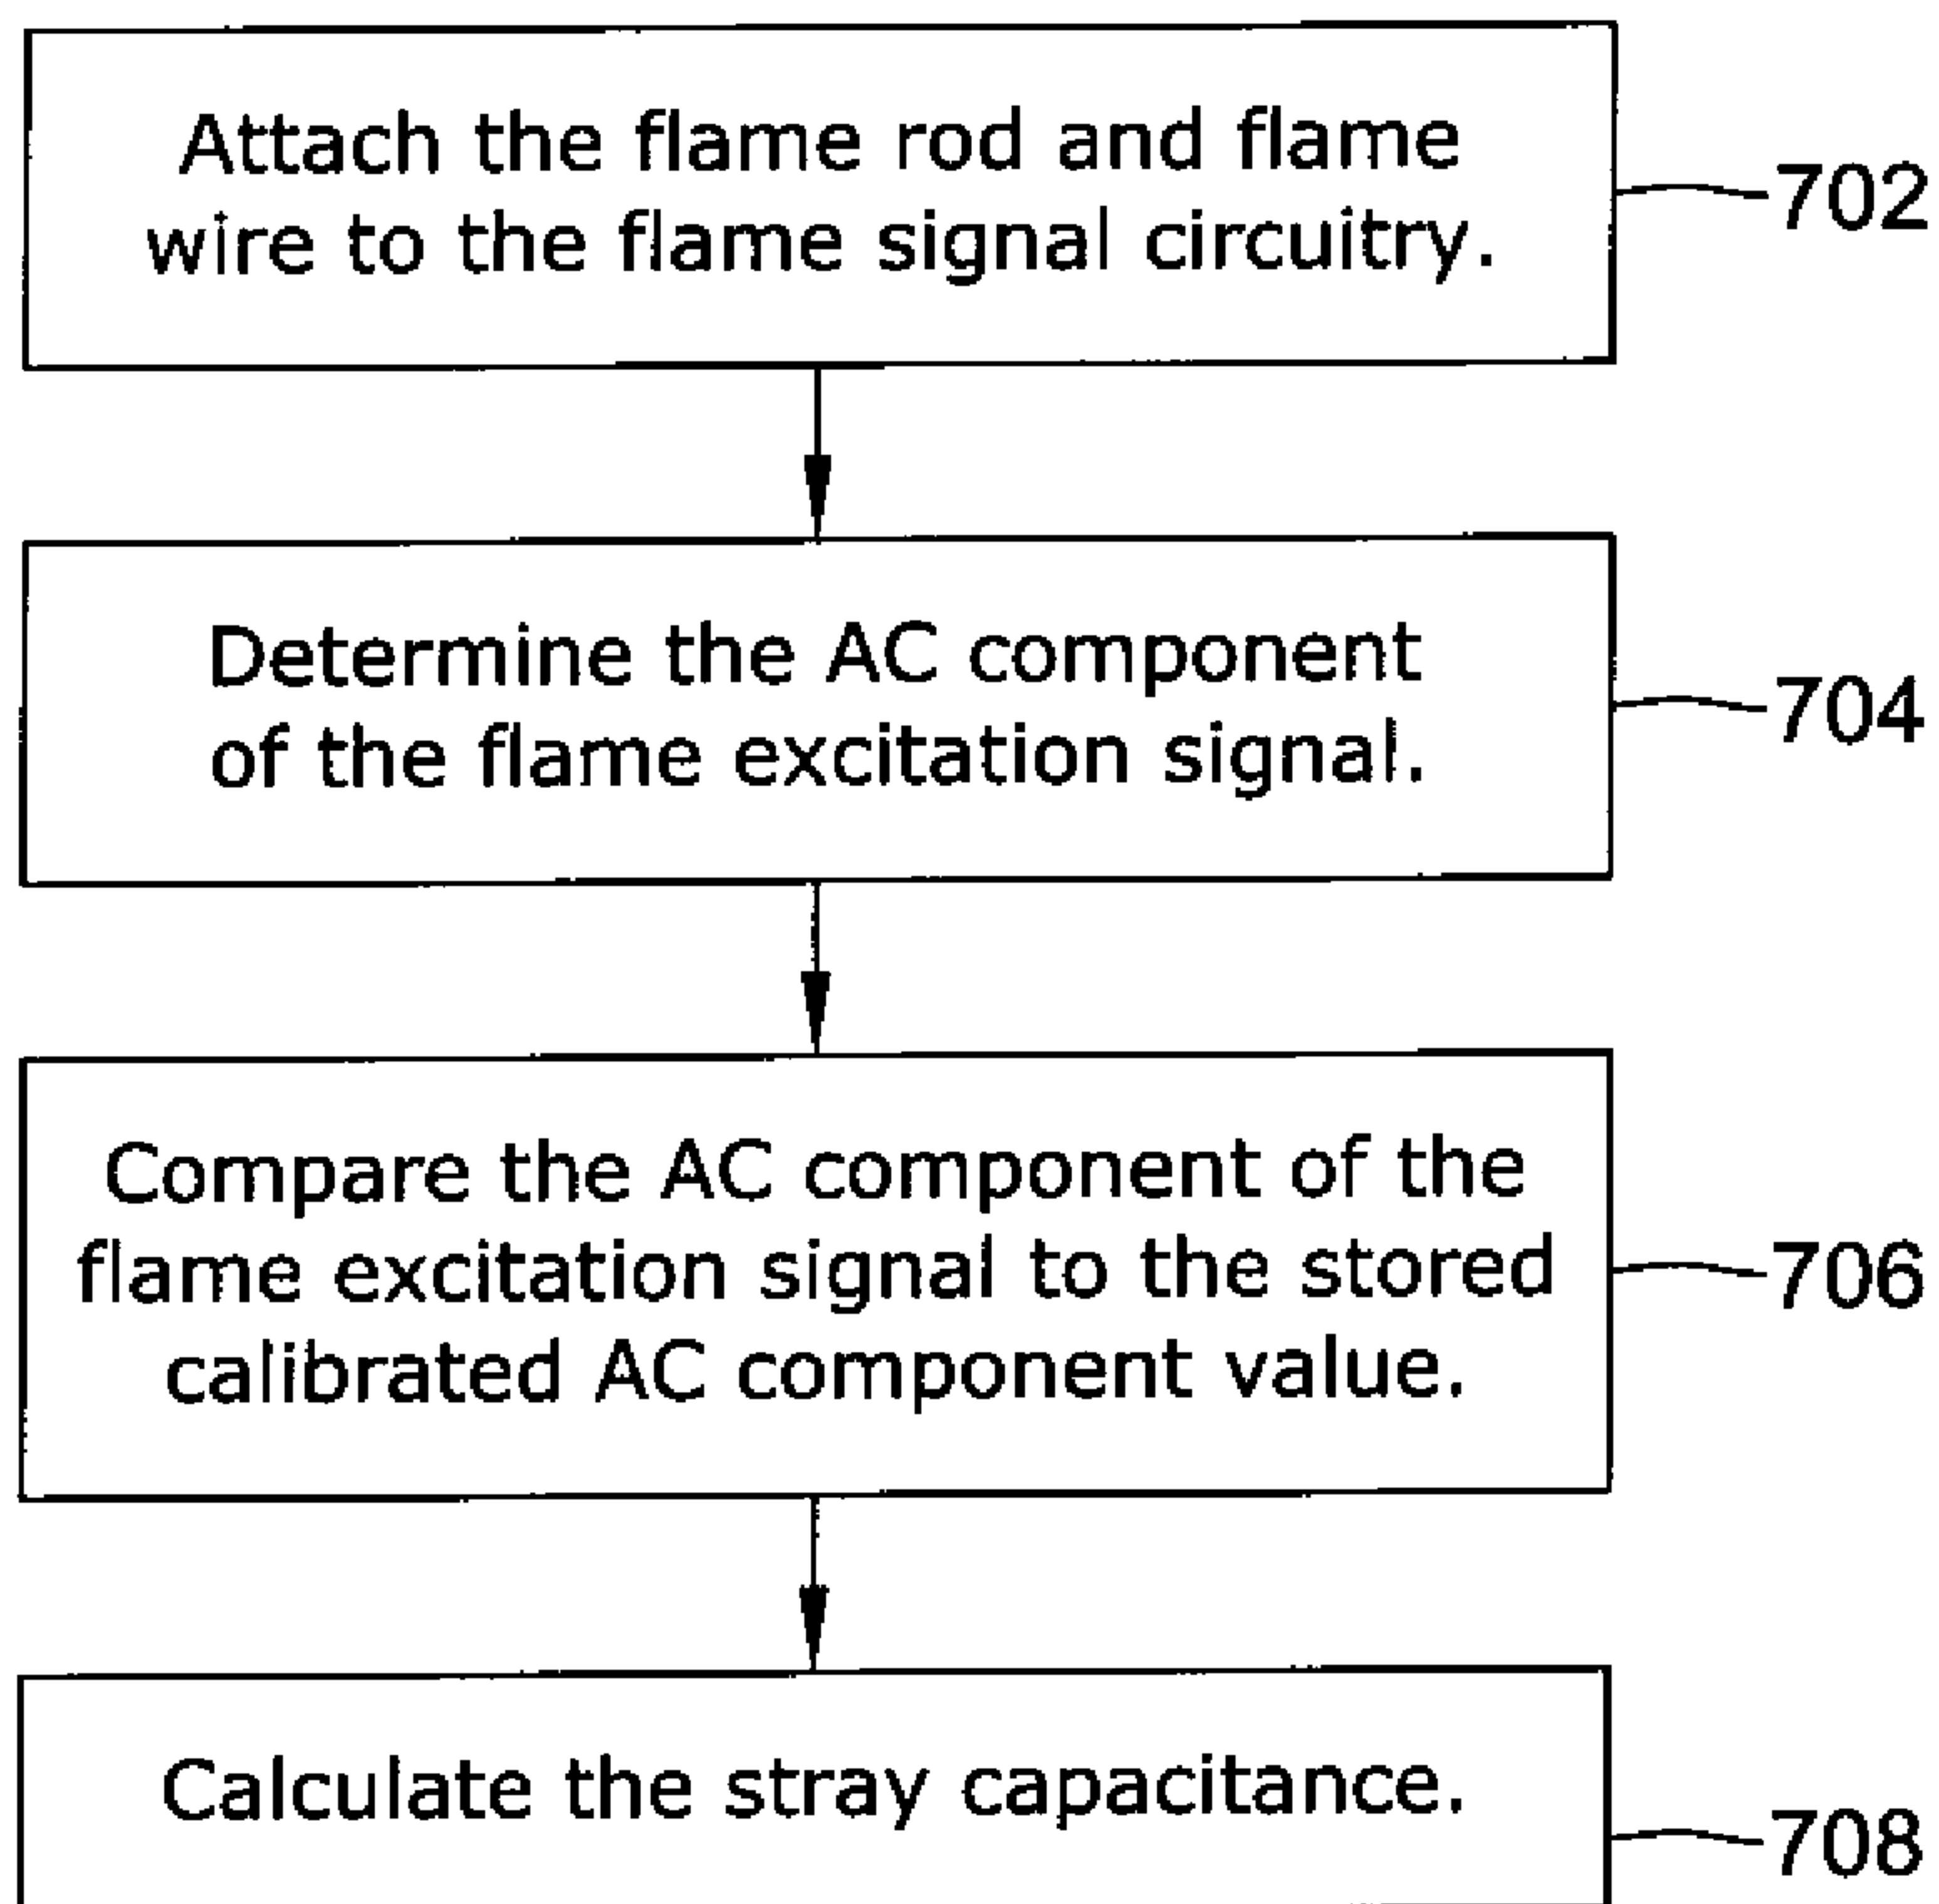 Attach the flame rod and flame
wire to the flame signal circuitry.
702
Determine the AC component
of the flame excitation signal.
704
Compare the AC component of the
flame excitation signal to the stored
calibrated AC component value.
706
Calculate the stray capacitance.
708